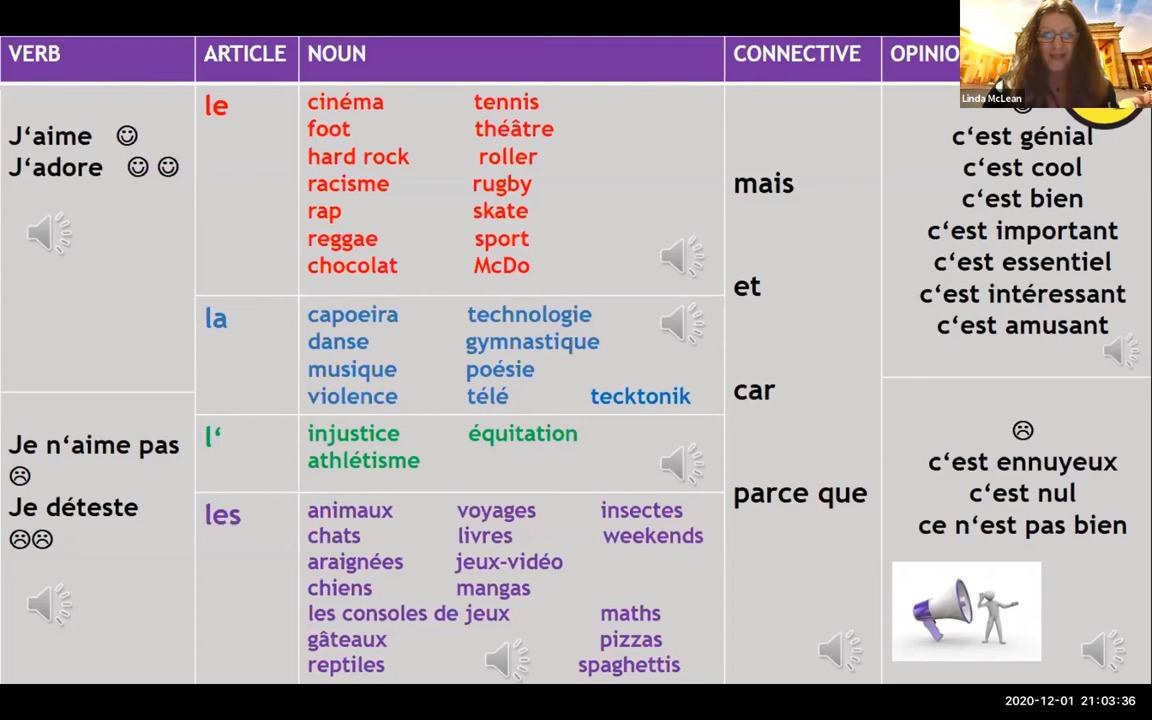 VERB ARTICLE NOUN CONNECTIVE OPINIO
Linda McLean
J‘aime
J‘adore
le
cinéma tennis
foot théâtre
hard rock roller
racisme rugby
rap skate
reggae sport
chocolat McDo
la
capoeira technologie
danse gymnastique
musique poésie
violence télé tecktonik
Je n‘aime pas
Je déteste
l‘
injustice équitation
athlétisme
les
animaux voyages insectes
chats livres weekends
araignées jeux-vidéo
chiens mangas
les consoles de jeux maths
gâteaux pizzas
reptiles spaghettis
mais
et
car
parce que
c‘est génial
c‘est cool
c‘est bien
c‘est important
c‘est essentiel
c‘est intéressant
c‘est amusant
c‘est ennuyeux
c‘est nul
ce n‘est pas bien
2020-12-01 21:03:36